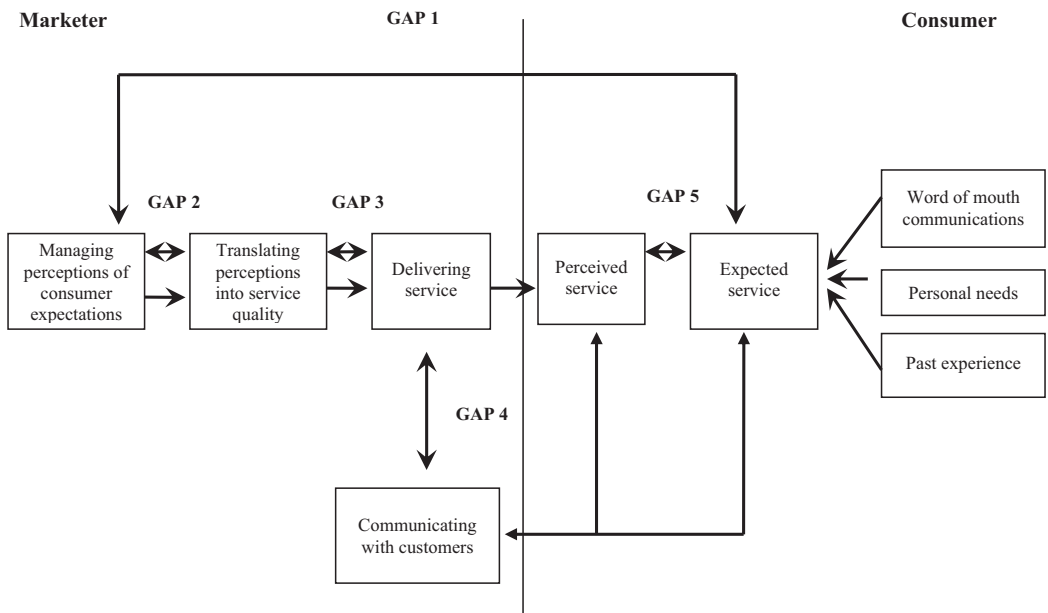 Marketer
GAP 1
Consumer
GAP 2
GAP 3
GAP 5
Managing
perceptions of
consumer
expectations
Translating
perceptions
into service
quality
Delivering
service
Perceived
service
Expected
service
Word of mouth
communications
Personal needs
Past experience
GAP 4
Communicating
with customers